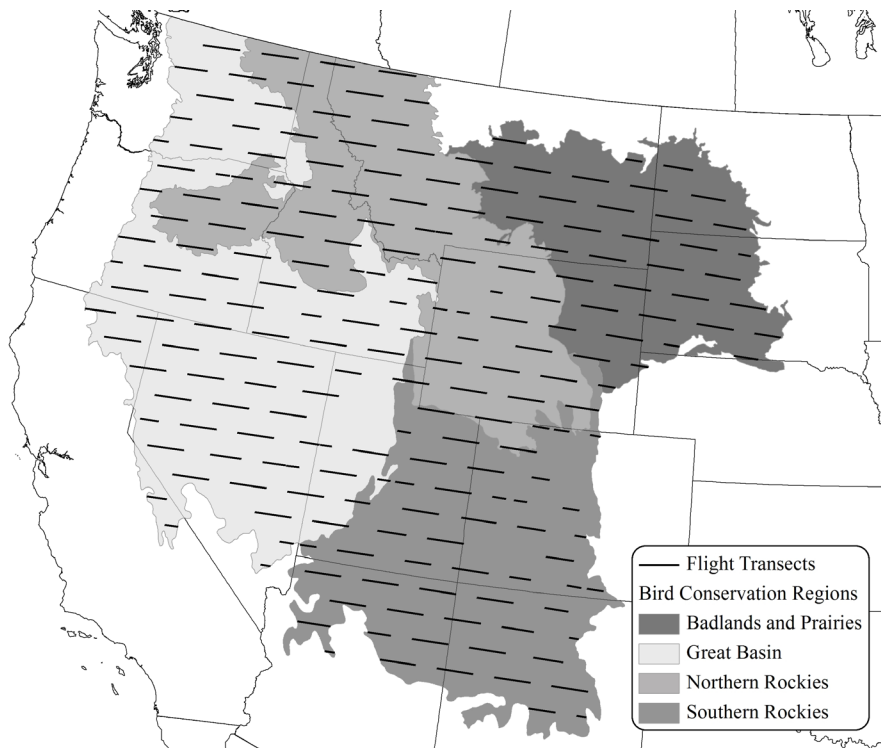 Flight Transects
Bird Conservation Regions
Badlands and Prairies
Great Basin
Northern Rockies
Southern Rockies